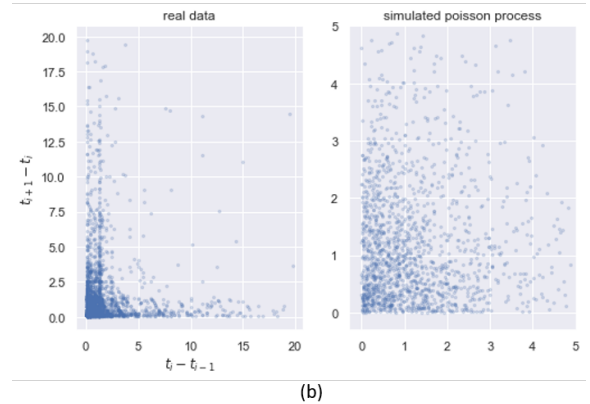 real data
simulated poisson process
20.0
17.5
15.0
12.5
10.0
7.5
5.0
2.5
0.0
t_{i+1} − t_i
0 5 10 15 20
t_i − t_{i−1}
5
4
3
2
1
0
0 1 2 3 4 5
(b)